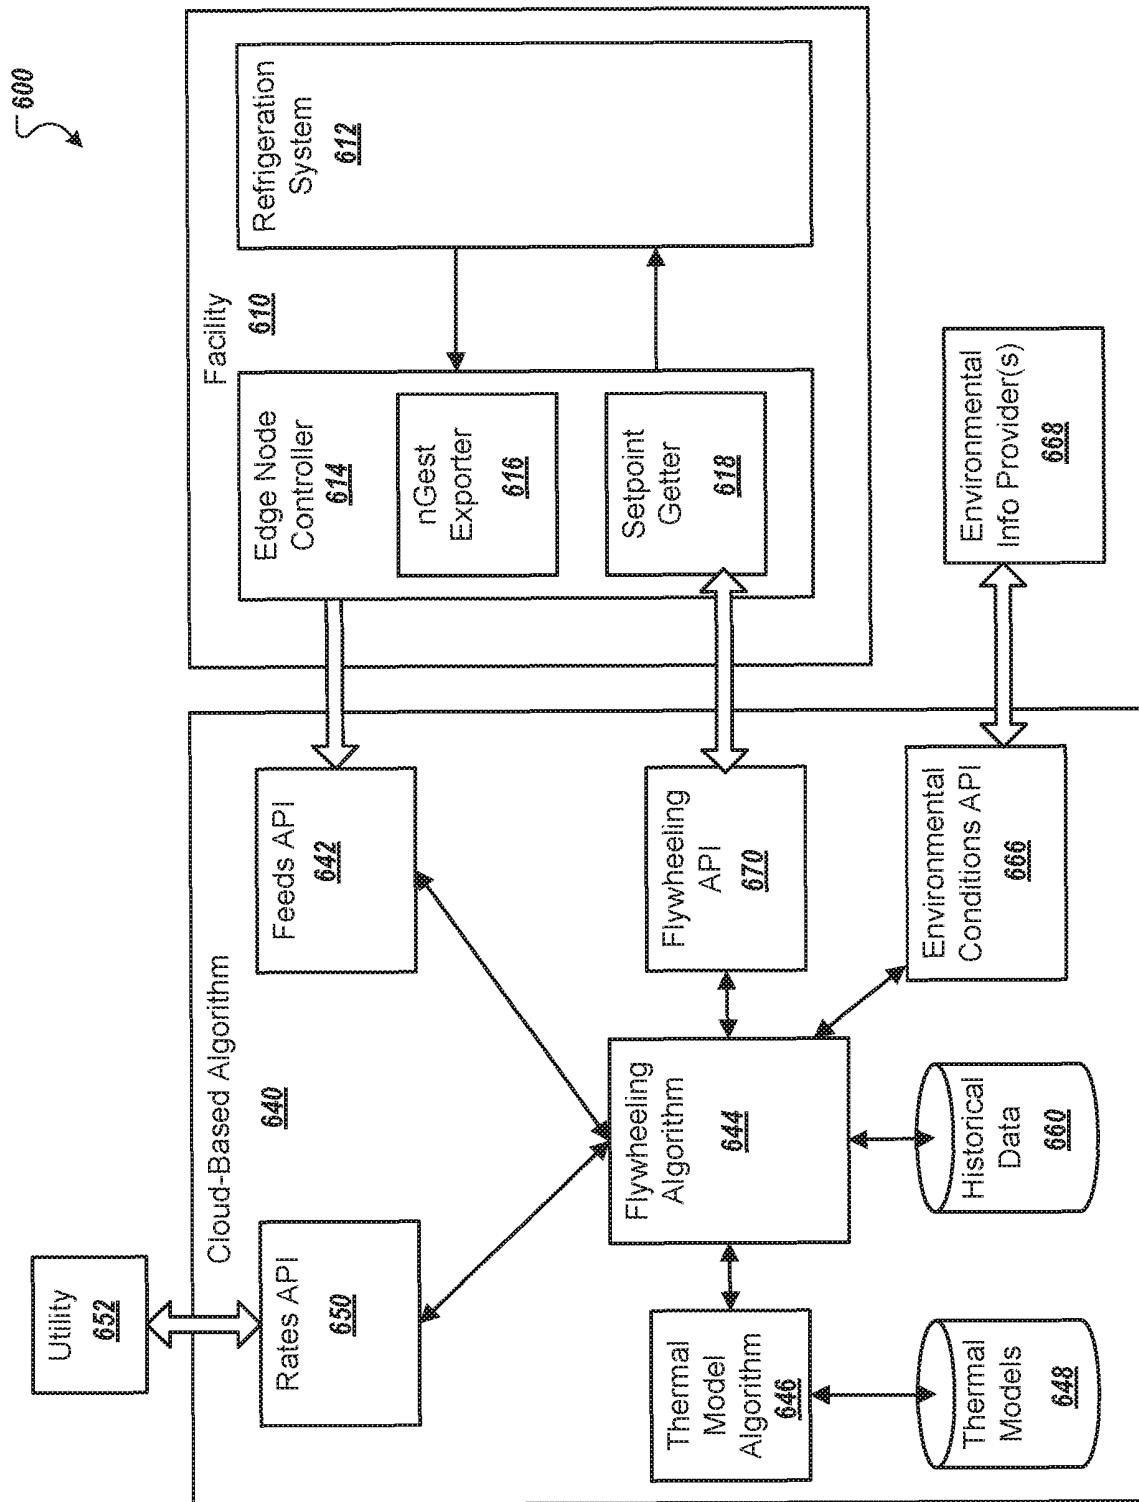 600
Utility
652
Cloud-Based Algorithm
640
Rates API
650
Feeds API
642
Thermal
Model
Algorithm
646
Flywheeling
Algorithm
644
Flywheeling
API
670
Thermal
Models
648
Historical
Data
660
Environmental
Conditions API
666
Facility
610
Edge Node
Controller
614
nGest
Exporter
616
Setpoint
Getter
618
Refrigeration
System
612
Environmental
Info Provider(s)
668